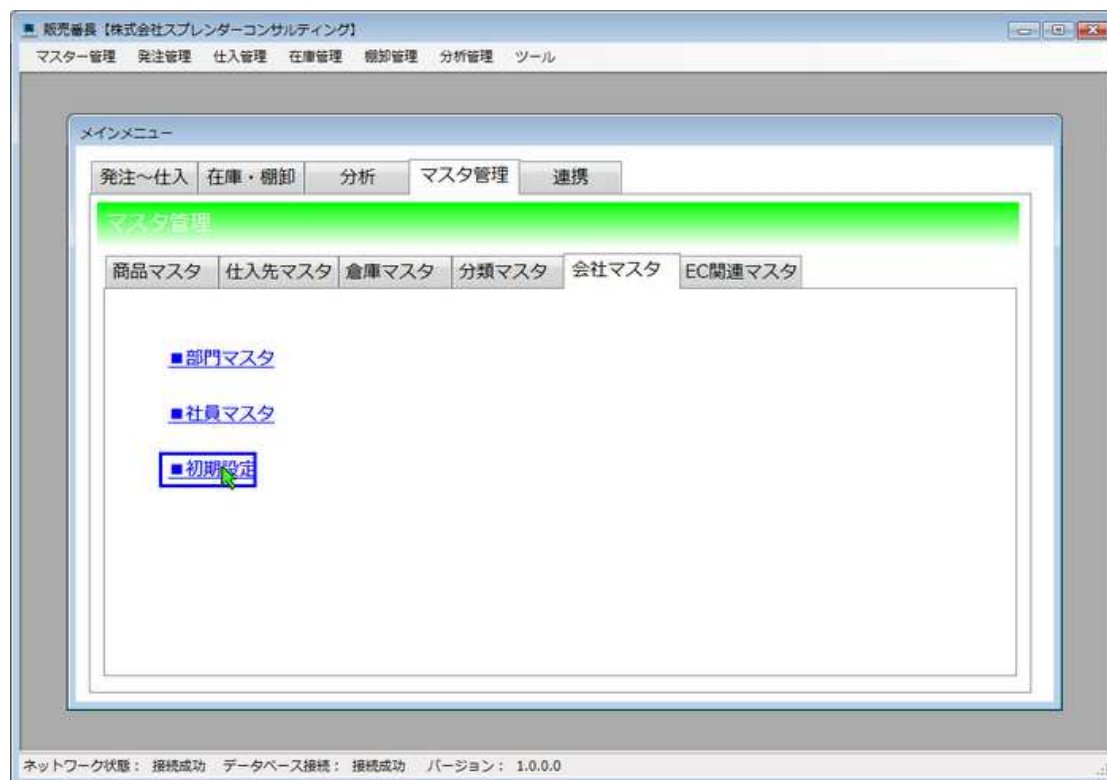 販売番長【株式会社スプレンダーコンサルティング】
マスター管理 発注管理 仕入管理 在庫管理 棚卸管理 分析管理 ツール
メインメニュー
発注～仕入 在庫・棚卸 分析 マスタ管理 連携
マスタ管理
商品マスタ 仕入先マスタ 倉庫マスタ 分類マスタ 会社マスタ EC関連マスタ
■部門マスタ
■社員マスタ
■初期設定
ネットワーク状態： 接続成功 データベース接続： 接続成功 バージョン： 1.0.0.0